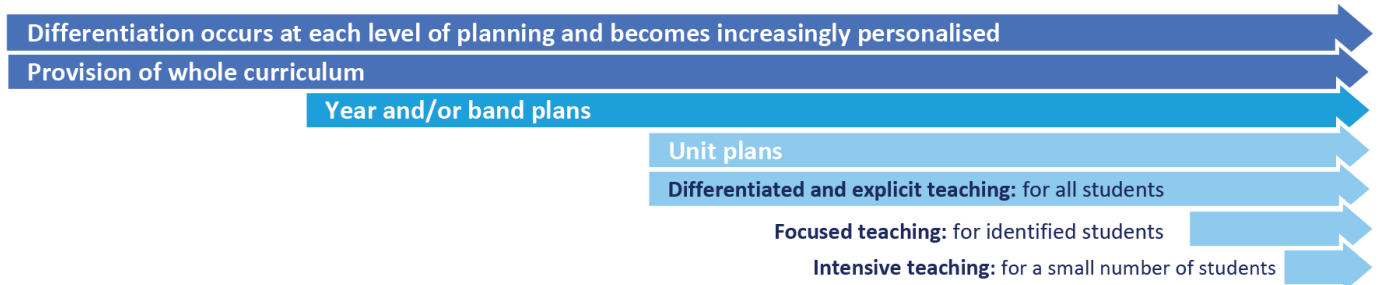 Differentiation occurs at each level of planning and becomes increasingly personalised
Provision of whole curriculum
Year and/or band plans
Unit plans
Differentiated and explicit teaching: for all students
Focused teaching: for identified students
Intensive teaching: for a small number of students